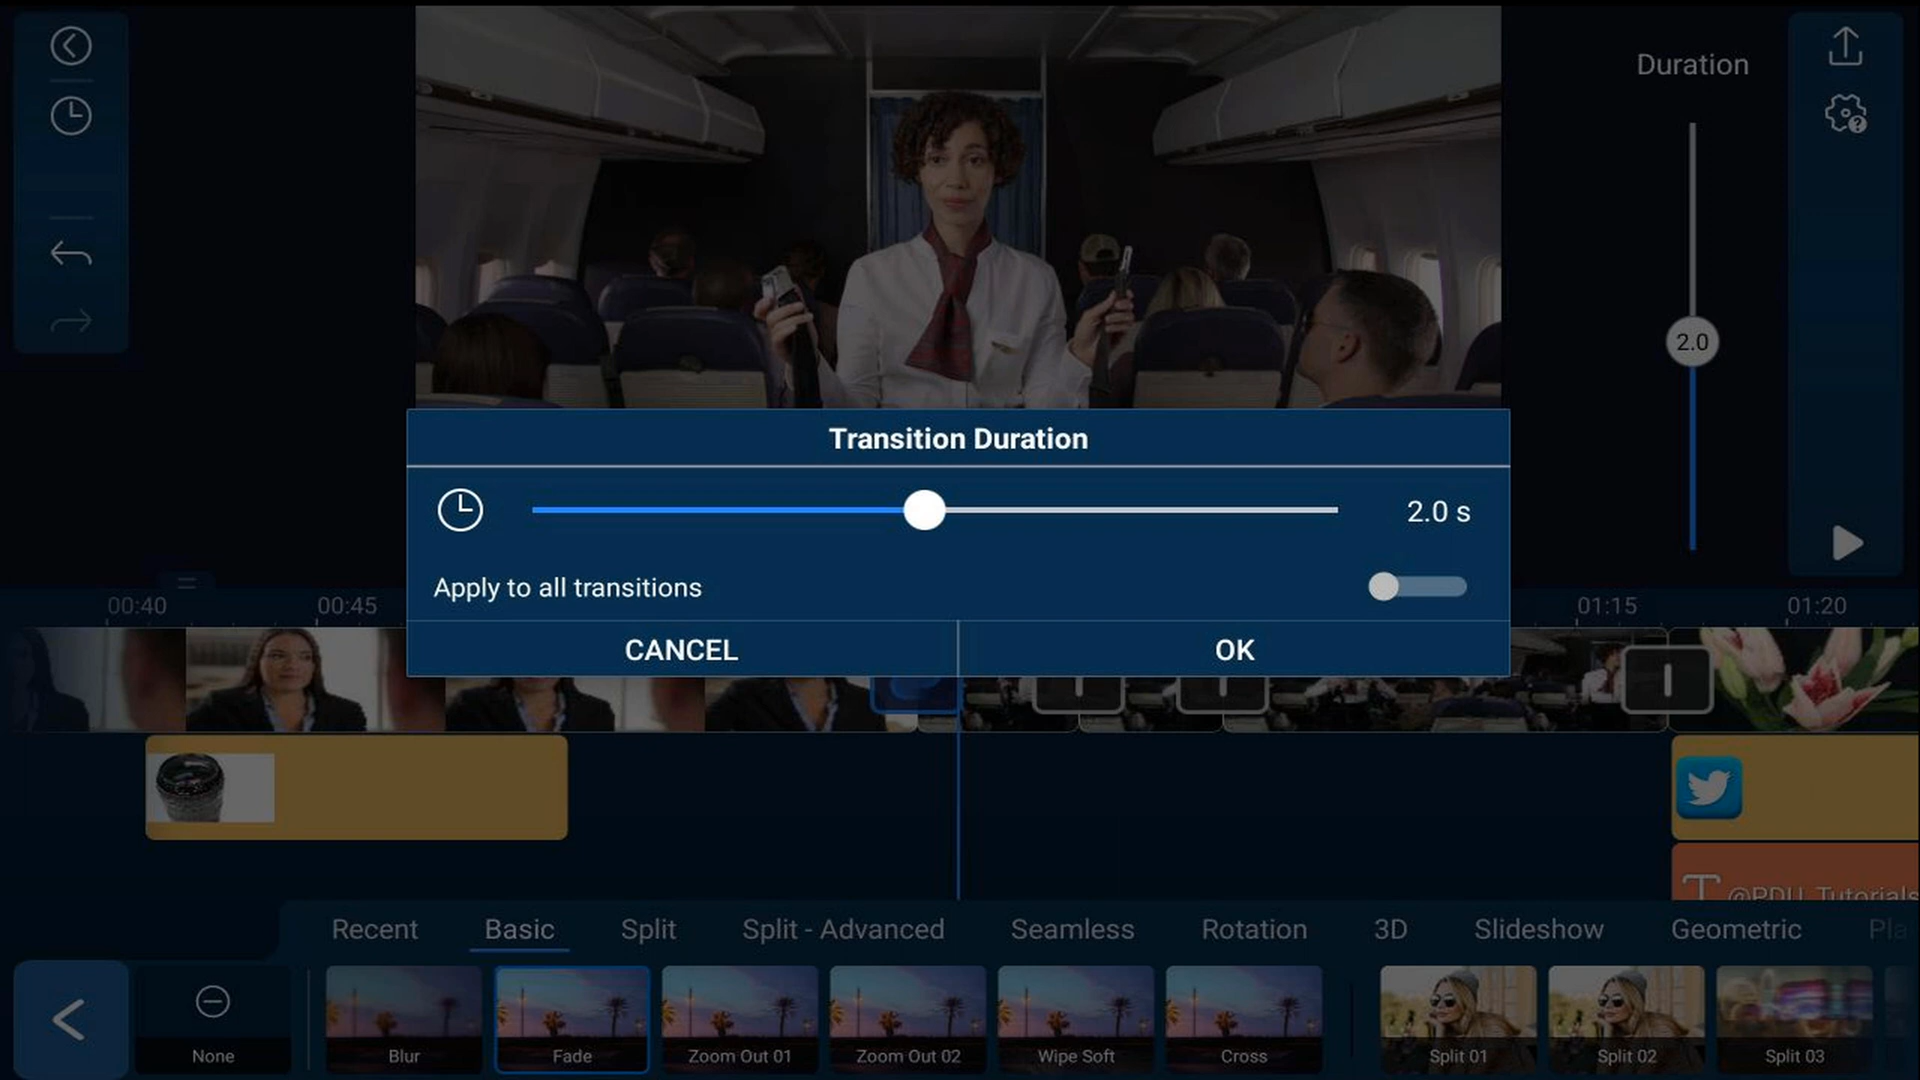 Duration
2.0
Transition Duration
2.0 s
Apply to all transitions
CANCEL
OK
00:40
00:45
01:15
01:20
@PDU_Tutorials
Recent
Basic
Split
Split - Advanced
Seamless
Rotation
3D
Slideshow
Geometric
Pla
None
Blur
Fade
Zoom Out 01
Zoom Out 02
Wipe Soft
Cross
Split 01
Split 02
Split 03